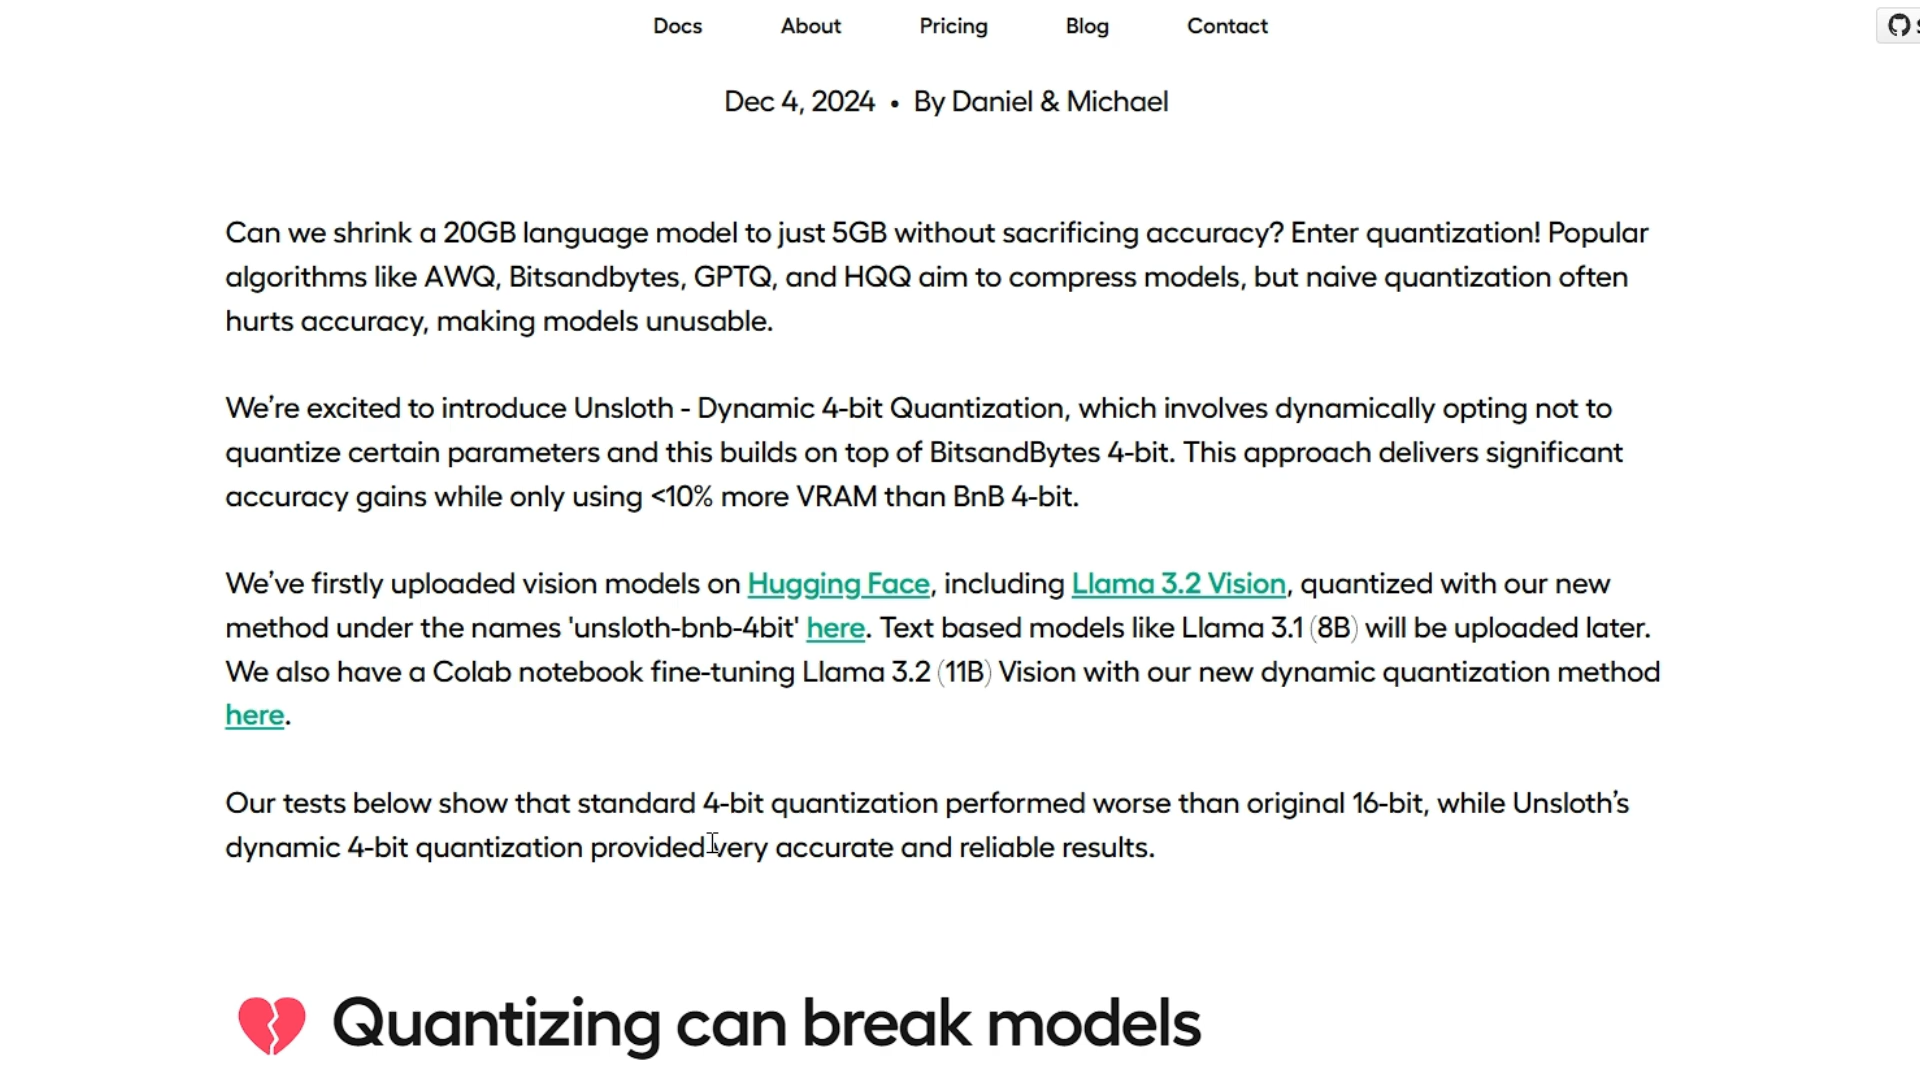 Docs About Pricing Blog Contact
Dec 4, 2024 • By Daniel & Michael
Can we shrink a 20GB language model to just 5GB without sacrificing accuracy? Enter quantization! Popular
algorithms like AWQ, Bitsandbytes, GPTQ, and HQQ aim to compress models, but naive quantization often
hurts accuracy, making models unusable.
We’re excited to introduce Unsloth - Dynamic 4-bit Quantization, which involves dynamically opting not to
quantize certain parameters and this builds on top of BitsandBytes 4-bit. This approach delivers significant
accuracy gains while only using <10% more VRAM than BnB 4-bit.
We’ve firstly uploaded vision models on Hugging Face, including Llama 3.2 Vision, quantized with our new
method under the names 'unsloth-bnb-4bit' here. Text based models like Llama 3.1 (8B) will be uploaded later.
We also have a Colab notebook fine-tuning Llama 3.2 (11B) Vision with our new dynamic quantization method
here.
Our tests below show that standard 4-bit quantization performed worse than original 16-bit, while Unsloth’s
dynamic 4-bit quantization provided very accurate and reliable results.
Quantizing can break models